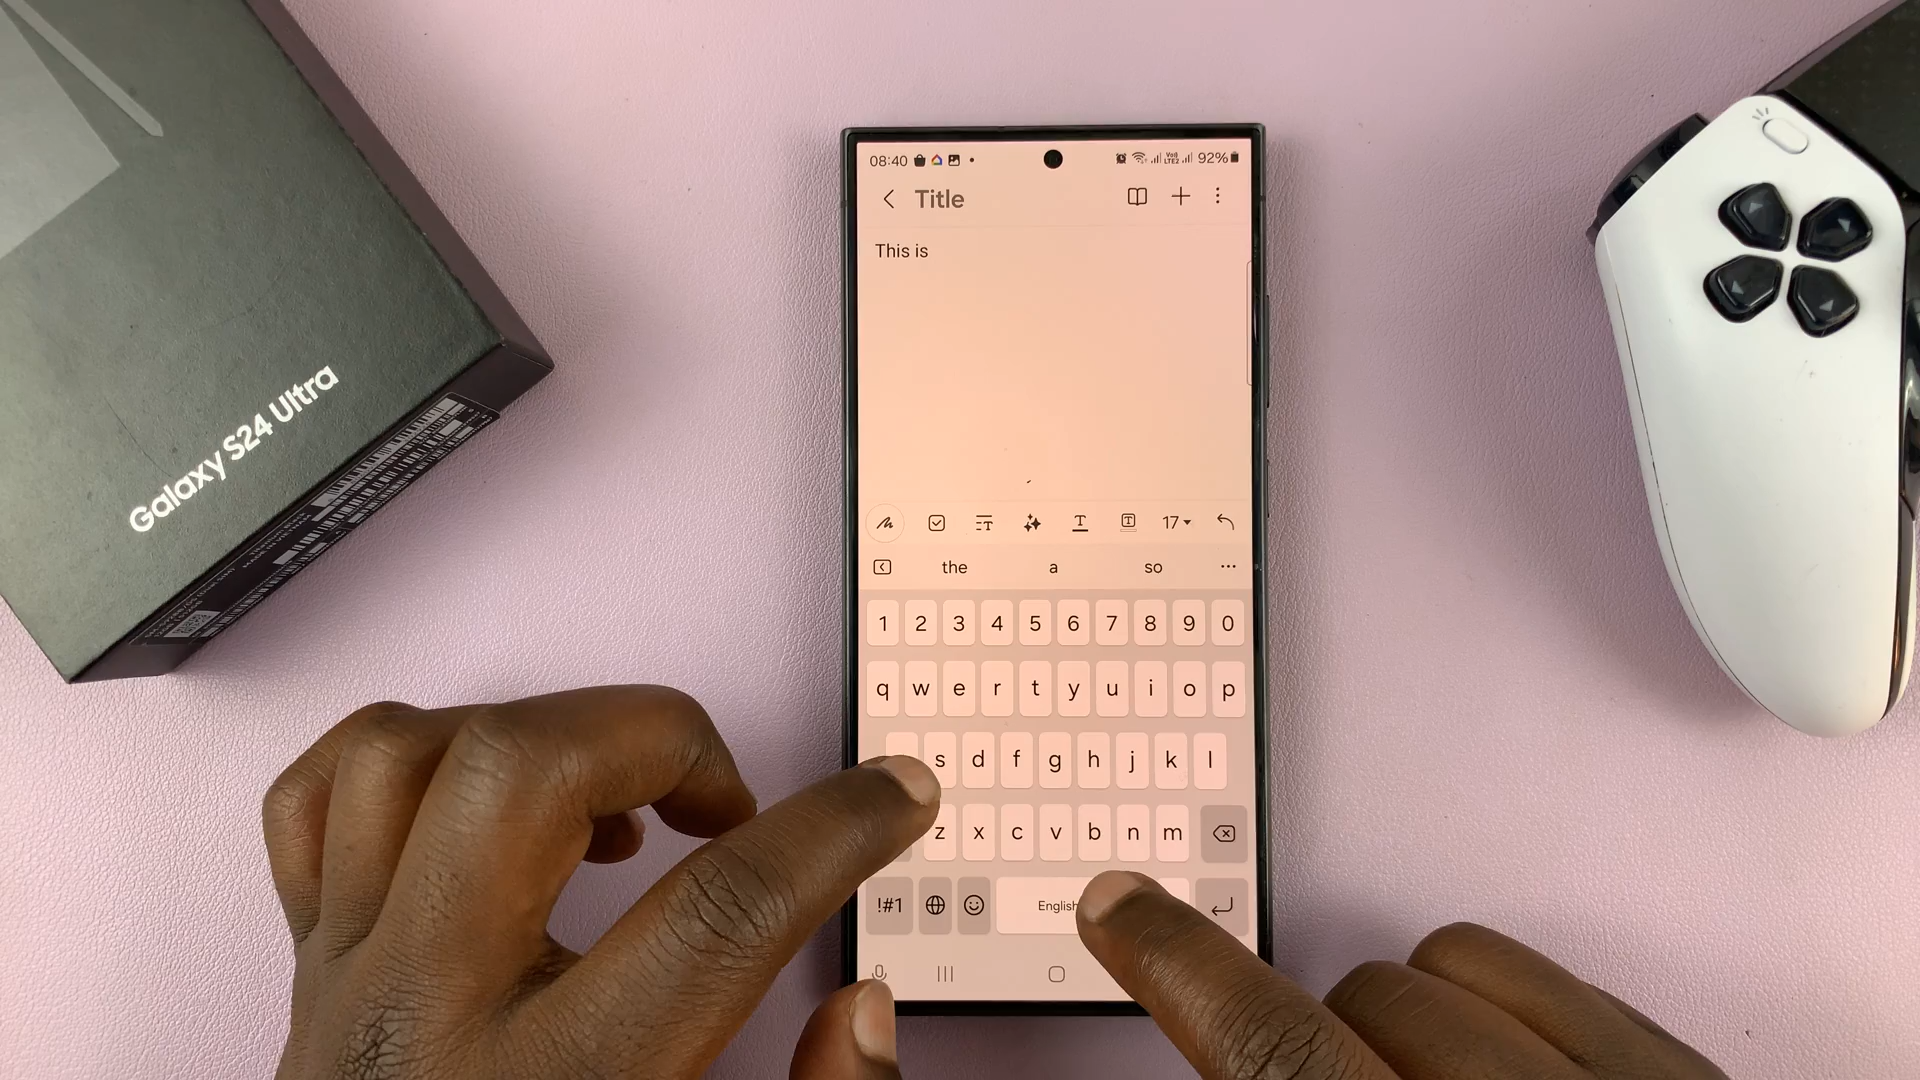 Galaxy S24 Ultra
08:40
92%
Title
This is
17
the a so
1 2 3 4 5 6 7 8 9 0
q w e r t y u i o p
s d f g h j k l
z x c v b n m
!#1 English